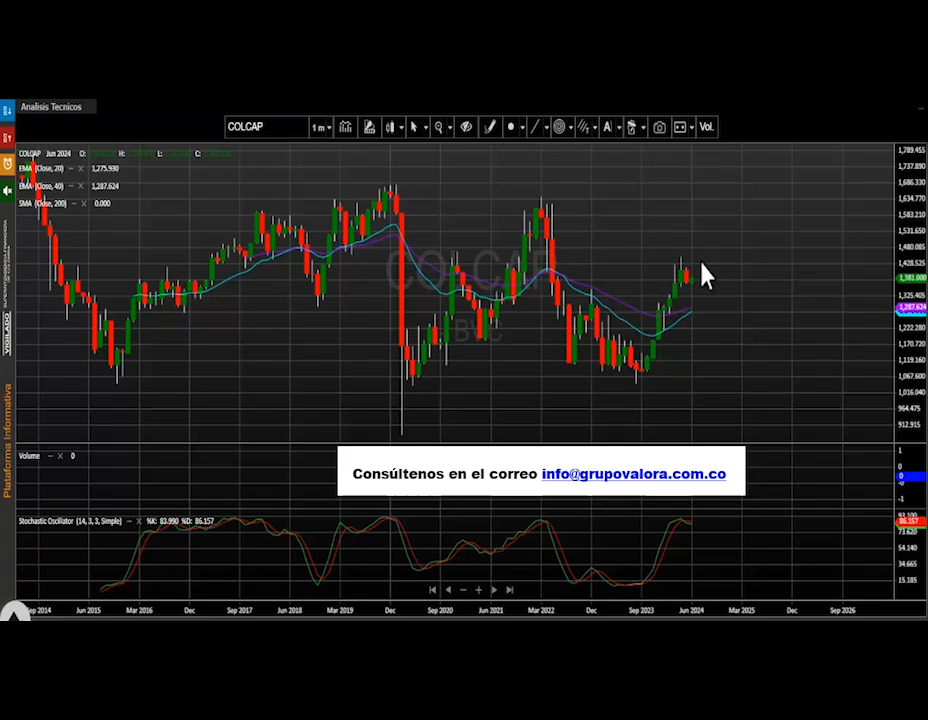 Analisis Tecnicos
COLCAP
1 m
Vol.
COLCAP Jun 2024 O: H: L: C:
EMA (Close, 20) 1,275.930
EMA (Close, 40) 1,287.624
SMA (Close, 200) 0.000
COLCAP
BVC
1,789.455
1,737.890
1,686.330
1,634.770
1,583.210
1,531.650
1,480.085
1,428.525
1,381.000
1,325.405
1,287.624
1,222.280
1,170.720
1,119.160
1,067.600
1,016.040
964.475
912.915
VIGILADO
Plataforma Informativa
Volume 0
1
0
0
-0
-1
Consúltenos en el correo info@grupovalora.com.co
Stochastic Oscillator (14, 3, 3, Simple) %K: 83.990 %D: 86.157
93.100
86.157
73.620
54.140
34.665
15.185
Sep 2014 Jun 2015 Mar 2016 Dec Sep 2017 Jun 2018 Mar 2019 Dec Sep 2020 Jun 2021 Mar 2022 Dec Sep 2023 Jun 2024 Mar 2025 Dec Sep 2026